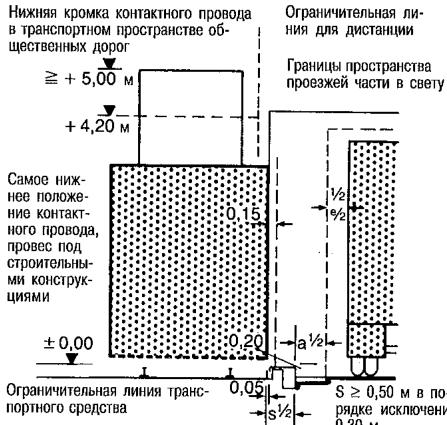 Нижняя кромка контактного провода
в транспортном пространстве об-
щественных дорог
Ограничительная ли-
ния для дистанции
Границы пространства
проезжей части в свету
≧ + 5,00 м
+ 4,20 м
Самое ниж-
нее положе-
ние контакт-
ного провода,
провес под
строительны-
ми конструк-
циями
0,15
½
e½
± 0,00
0,20
a½
0,05
s½
Ограничительная линия транс-
портного средства
S ≥ 0,50 м в по-
рядке исключени
0,30 м